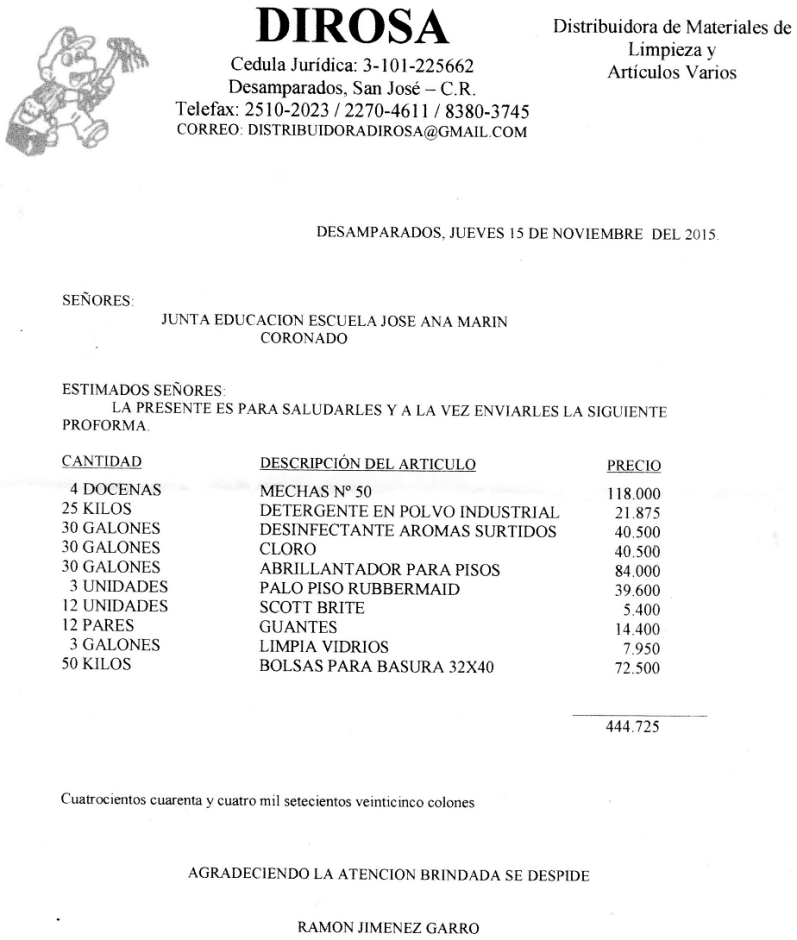 DIROSA
Distribuidora de Materiales de
Limpieza y
Artículos Varios
Cedula Jurídica: 3-101-225662
Desamparados, San José – C.R.
Telefax: 2510-2023 / 2270-4611 / 8380-3745
CORREO: DISTRIBUIDORADIROSA@GMAIL.COM
DESAMPARADOS, JUEVES 15 DE NOVIEMBRE DEL 2015.
SEÑORES:
JUNTA EDUCACION ESCUELA JOSE ANA MARIN
CORONADO
ESTIMADOS SEÑORES:
LA PRESENTE ES PARA SALUDARLES Y A LA VEZ ENVIARLES LA SIGUIENTE
PROFORMA.
CANTIDAD DESCRIPCIÓN DEL ARTICULO PRECIO
4 DOCENAS MECHAS Nº 50 118.000
25 KILOS DETERGENTE EN POLVO INDUSTRIAL 21.875
30 GALONES DESINFECTANTE AROMAS SURTIDOS 40.500
30 GALONES CLORO 40.500
30 GALONES ABRILLANTADOR PARA PISOS 84.000
3 UNIDADES PALO PISO RUBBERMAID 39.600
12 UNIDADES SCOTT BRITE 5.400
12 PARES GUANTES 14.400
3 GALONES LIMPIA VIDRIOS 7.950
50 KILOS BOLSAS PARA BASURA 32X40 72.500
444.725
Cuatrocientos cuarenta y cuatro mil setecientos veinticinco colones
AGRADECIENDO LA ATENCION BRINDADA SE DESPIDE
RAMON JIMENEZ GARRO